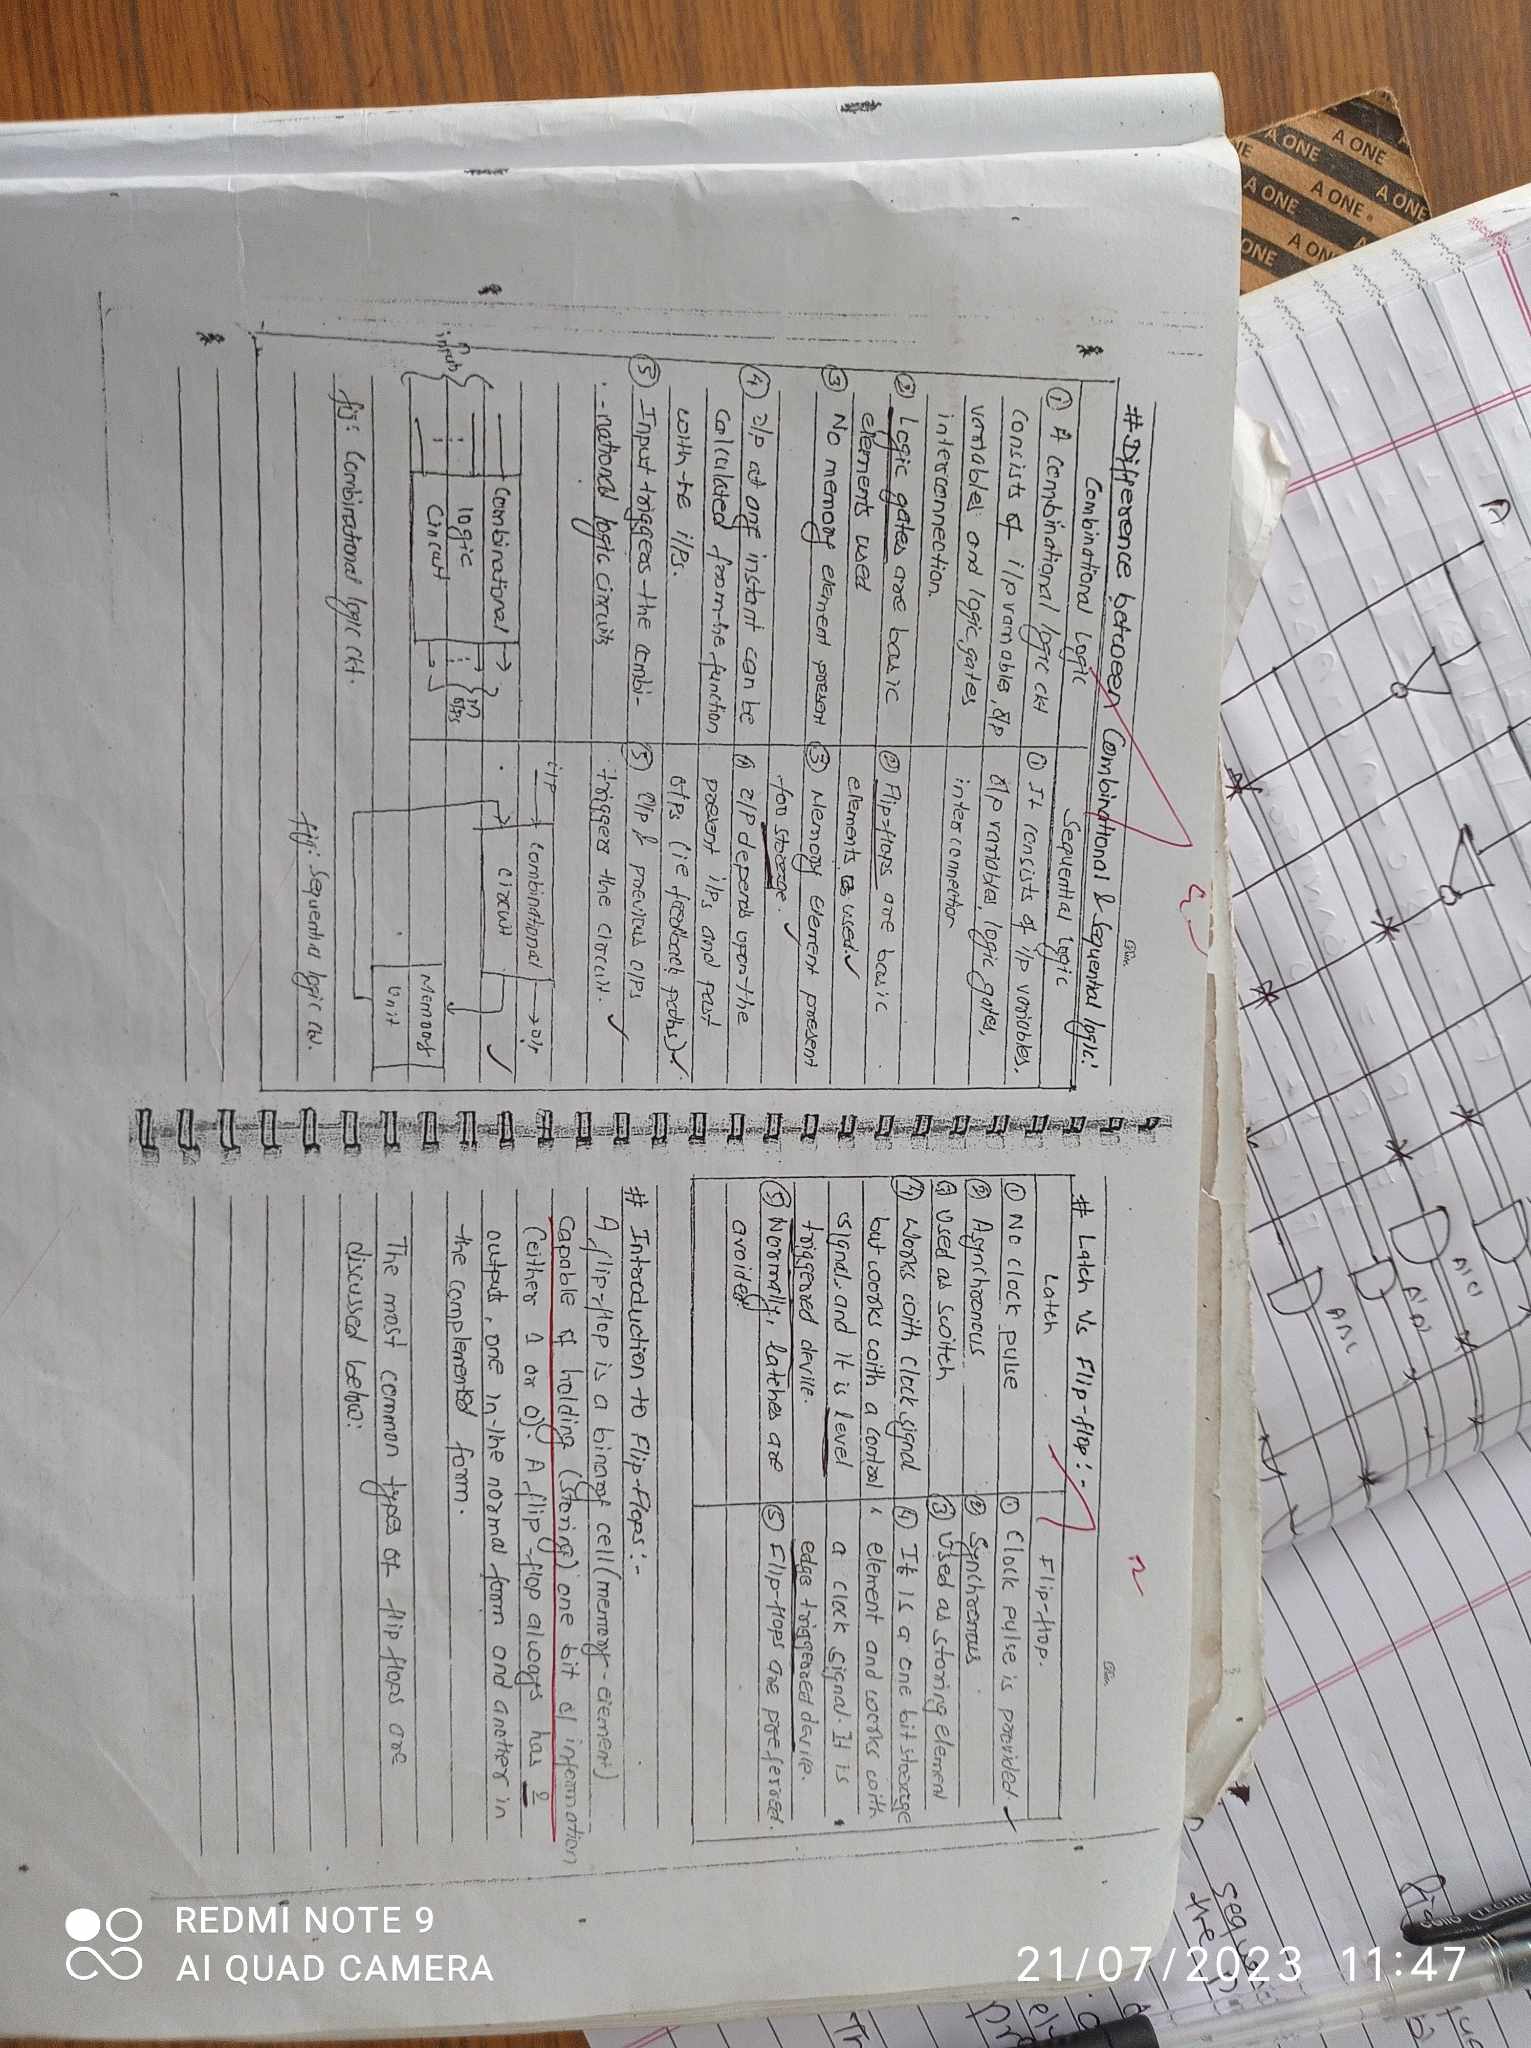 # Difference between Combinational & Sequential logic:
Combinational Logic
① A combinational logic ckt
consists of i/p variables, o/p
variables and logic gates
interconnection.
② Logic gates are basic
elements used
③ No memory element present
④ o/p at any instant can be
calculated from the function
with the i/ps.
⑤ Input triggers the combi-
-national logic circuits
inputs
Combinational
logic
Circuit
o/ps
fig: Combinational logic ckt.
Sequential Logic
① It consists of i/p variables,
o/p variables, logic gates,
interconnection
② Flip-flops are basic
elements used.
③ Memory element present
for storage.
④ o/p depends upon the
present i/ps and past
o/ps (ie feedback paths)
⑤ i/p & previous o/ps
triggers the circuit.
i/p
Combinational
circuit
o/p
Memory
Unit
fig: Sequential logic ckt.
# Latch Vs Flip-flop:-
Latch
① No clock pulse
② Asynchronous
③ Used as switch
④ Works with clock signal
but works with a control
signal. and it is level
triggered devile.
⑤ Normally, latches are
avoided
Flip-flop.
① Clock pulse is provided.
② Synchronous
③ Used as storing element
④ It is a one bit storage
element and works with
a clock signal. It is
edge triggered devile.
⑤ Flip-flops are preferred.
# Introduction to Flip-Flops:-
A flip-flop is a binary cell (memory-element)
capable of holding (storing) one bit of information
(either 1 or 0). A flip-flop always has 2
outputs, one in the normal form and another in
the complemented form.
The most common types of flip flops are
discussed below:
A ONE
A ONE
A ONE
A ONE
A ONE
REDMI NOTE 9
AI QUAD CAMERA
21/07/2023 11:47